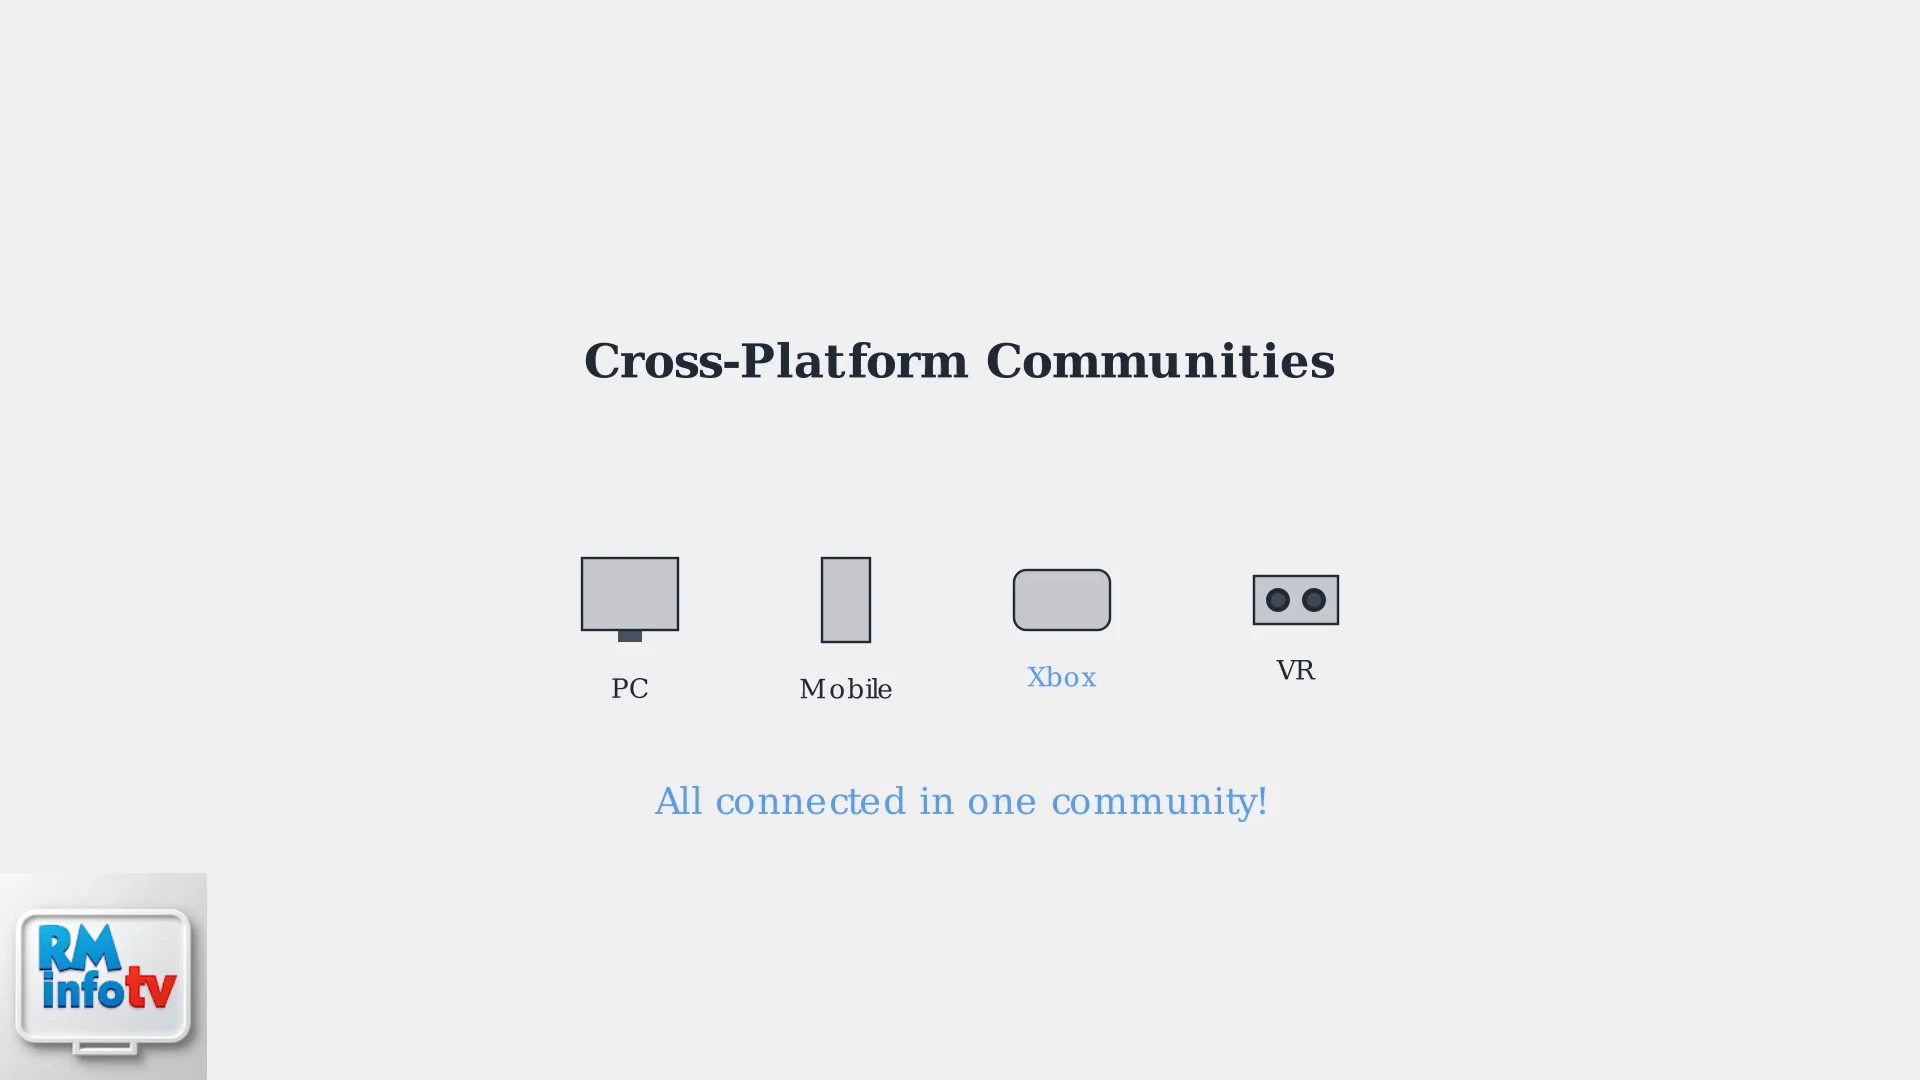 Cross-Platform Communities
PC
Mobile
Xbox
VR
All connected in one community!
RM
infotv